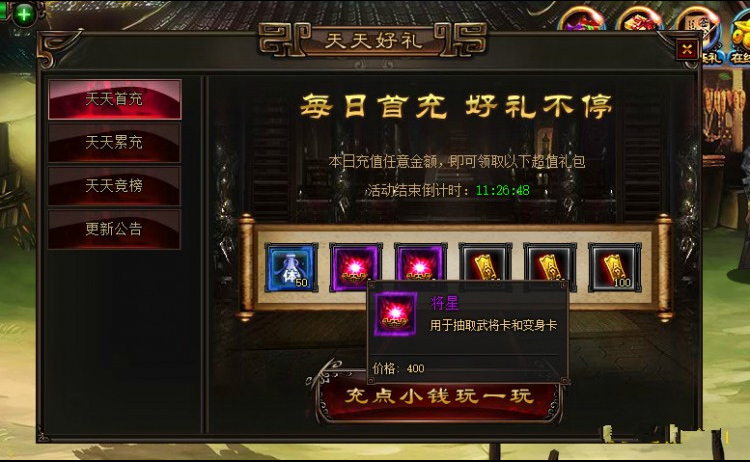 天天好礼
天天首充
天天累充
天天竞榜
更新公告
每日首充 好礼不停
本日充值任意金额,即可领取以下超值礼包
活动结束倒计时：11:26:48
体
50
100
将星
用于抽取武将卡和变身卡
价格：400
充点小钱玩一玩